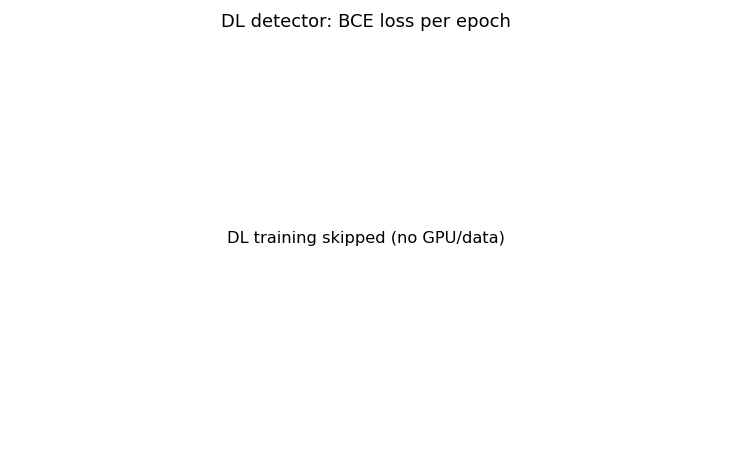 DL detector: BCE loss per epoch
DL training skipped (no GPU/data)